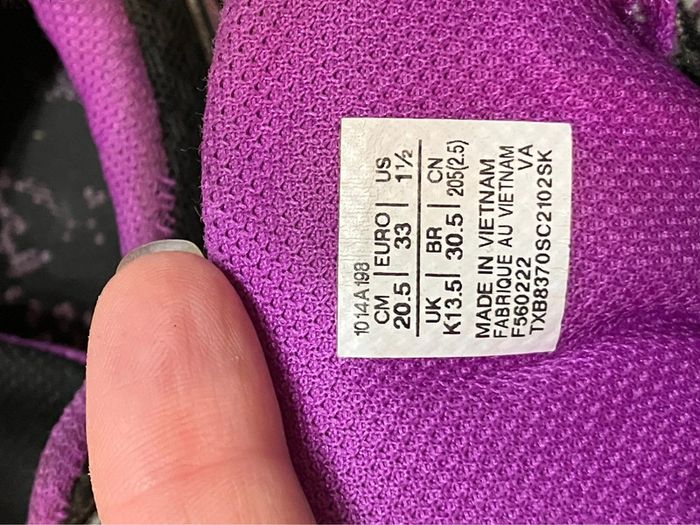 1014A198
CM | EURO | US
20.5 | 33 | 1½
UK | BR | CN
K13.5 | 30.5 | 205(2.5)
MADE IN VIETNAM
FABRIQUE AU VIETNAM
F560222 VA
TXB8370SC2102SK